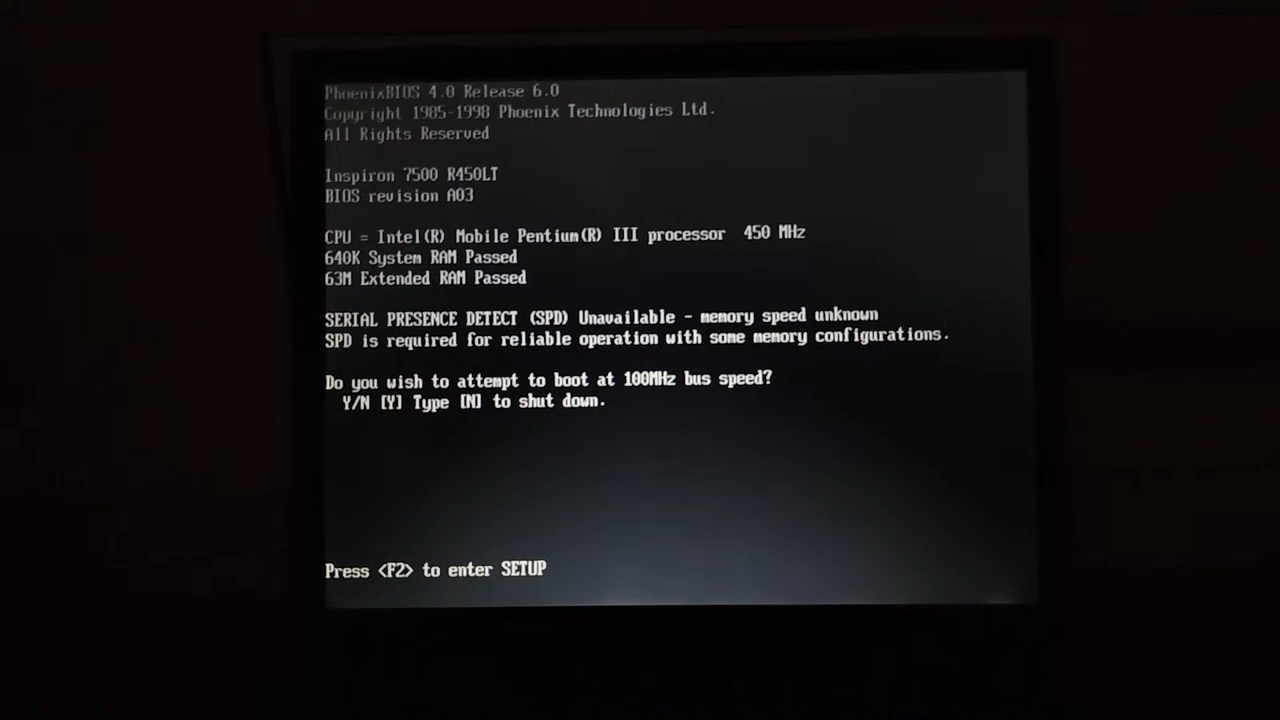 PhoenixBIOS 4.0 Release 6.0
Copyright 1985-1998 Phoenix Technologies Ltd.
All Rights Reserved
Inspiron 7500 R450LT
BIOS revision A03
CPU = Intel(R) Mobile Pentium(R) III processor  450 MHz
640K System RAM Passed
63M Extended RAM Passed
SERIAL PRESENCE DETECT (SPD) Unavailable - memory speed unknown
SPD is required for reliable operation with some memory configurations.
Do you wish to attempt to boot at 100MHz bus speed?
Y/N [Y] Type [N] to shut down.
Press <F2> to enter SETUP